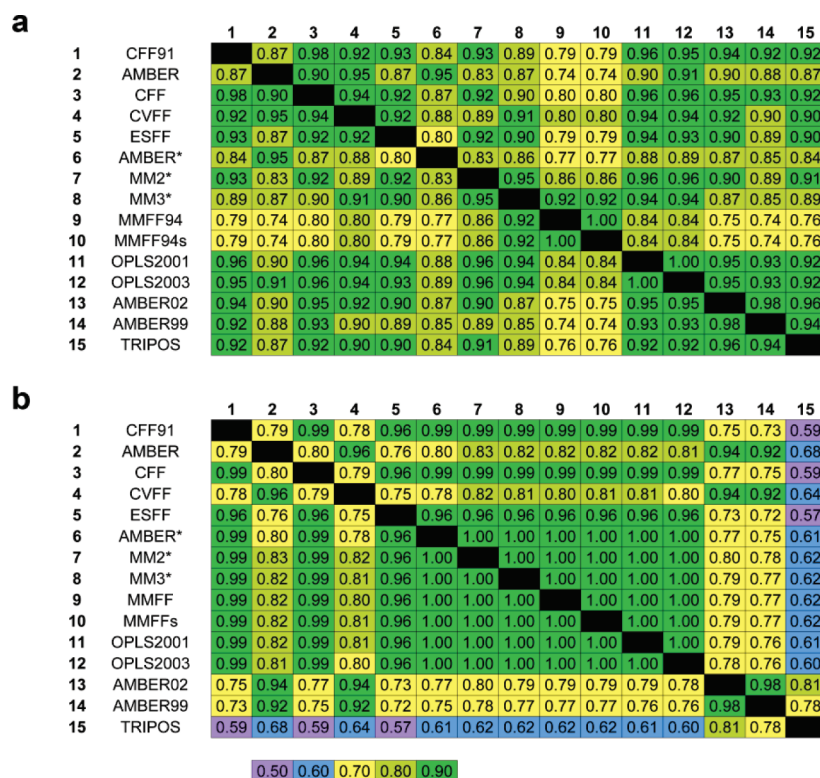 a
1 2 3 4 5 6 7 8 9 10 11 12 13 14 15
1 CFF91 0.87 0.98 0.92 0.93 0.84 0.93 0.89 0.79 0.79 0.96 0.95 0.94 0.92 0.92
2 AMBER 0.87 0.90 0.95 0.87 0.95 0.83 0.87 0.74 0.74 0.90 0.91 0.90 0.88 0.87
3 CFF 0.98 0.90 0.94 0.92 0.87 0.92 0.90 0.80 0.80 0.96 0.96 0.95 0.93 0.92
4 CVFF 0.92 0.95 0.94 0.92 0.88 0.89 0.91 0.80 0.80 0.94 0.94 0.92 0.90 0.90
5 ESFF 0.93 0.87 0.92 0.92 0.80 0.92 0.90 0.79 0.79 0.94 0.93 0.90 0.89 0.90
6 AMBER* 0.84 0.95 0.87 0.88 0.80 0.83 0.86 0.77 0.77 0.88 0.89 0.87 0.85 0.84
7 MM2* 0.93 0.83 0.92 0.89 0.92 0.83 0.95 0.86 0.86 0.96 0.96 0.90 0.89 0.91
8 MM3* 0.89 0.87 0.90 0.91 0.90 0.86 0.95 0.92 0.92 0.94 0.94 0.87 0.85 0.89
9 MMFF94 0.79 0.74 0.80 0.80 0.79 0.77 0.86 0.92 1.00 0.84 0.84 0.75 0.74 0.76
10 MMFF94s 0.79 0.74 0.80 0.80 0.79 0.77 0.86 0.92 1.00 0.84 0.84 0.75 0.74 0.76
11 OPLS2001 0.96 0.90 0.96 0.94 0.94 0.88 0.96 0.94 0.84 0.84 1.00 0.95 0.93 0.92
12 OPLS2003 0.95 0.91 0.96 0.94 0.93 0.89 0.96 0.94 0.84 0.84 1.00 0.95 0.93 0.92
13 AMBER02 0.94 0.90 0.95 0.92 0.90 0.87 0.90 0.87 0.75 0.75 0.95 0.95 0.98 0.96
14 AMBER99 0.92 0.88 0.93 0.90 0.89 0.85 0.89 0.85 0.74 0.74 0.93 0.93 0.98 0.94
15 TRIPOS 0.92 0.87 0.92 0.90 0.90 0.84 0.91 0.89 0.76 0.76 0.92 0.92 0.96 0.94
b
1 2 3 4 5 6 7 8 9 10 11 12 13 14 15
1 CFF91 0.79 0.99 0.78 0.96 0.99 0.99 0.99 0.99 0.99 0.99 0.99 0.75 0.73 0.59
2 AMBER 0.79 0.80 0.96 0.76 0.80 0.83 0.82 0.82 0.82 0.82 0.81 0.94 0.92 0.68
3 CFF 0.99 0.80 0.79 0.96 0.99 0.99 0.99 0.99 0.99 0.99 0.99 0.77 0.75 0.59
4 CVFF 0.78 0.96 0.79 0.75 0.78 0.82 0.81 0.80 0.81 0.81 0.80 0.94 0.92 0.64
5 ESFF 0.96 0.76 0.96 0.75 0.96 0.96 0.96 0.96 0.96 0.96 0.96 0.73 0.72 0.57
6 AMBER* 0.99 0.80 0.99 0.78 0.96 1.00 1.00 1.00 1.00 1.00 1.00 0.77 0.75 0.61
7 MM2* 0.99 0.83 0.99 0.82 0.96 1.00 1.00 1.00 1.00 1.00 1.00 0.80 0.78 0.62
8 MM3* 0.99 0.82 0.99 0.81 0.96 1.00 1.00 1.00 1.00 1.00 1.00 0.79 0.77 0.62
9 MMFF 0.99 0.82 0.99 0.80 0.96 1.00 1.00 1.00 1.00 1.00 1.00 0.79 0.77 0.62
10 MMFFs 0.99 0.82 0.99 0.81 0.96 1.00 1.00 1.00 1.00 1.00 1.00 0.79 0.77 0.62
11 OPLS2001 0.99 0.82 0.99 0.81 0.96 1.00 1.00 1.00 1.00 1.00 1.00 0.79 0.76 0.61
12 OPLS2003 0.99 0.81 0.99 0.80 0.96 1.00 1.00 1.00 1.00 1.00 1.00 0.78 0.76 0.60
13 AMBER02 0.75 0.94 0.77 0.94 0.73 0.77 0.80 0.79 0.79 0.79 0.79 0.78 0.98 0.81
14 AMBER99 0.73 0.92 0.75 0.92 0.72 0.75 0.78 0.77 0.77 0.77 0.76 0.76 0.98 0.78
15 TRIPOS 0.59 0.68 0.59 0.64 0.57 0.61 0.62 0.62 0.62 0.62 0.61 0.60 0.81 0.78
0.50 0.60 0.70 0.80 0.90